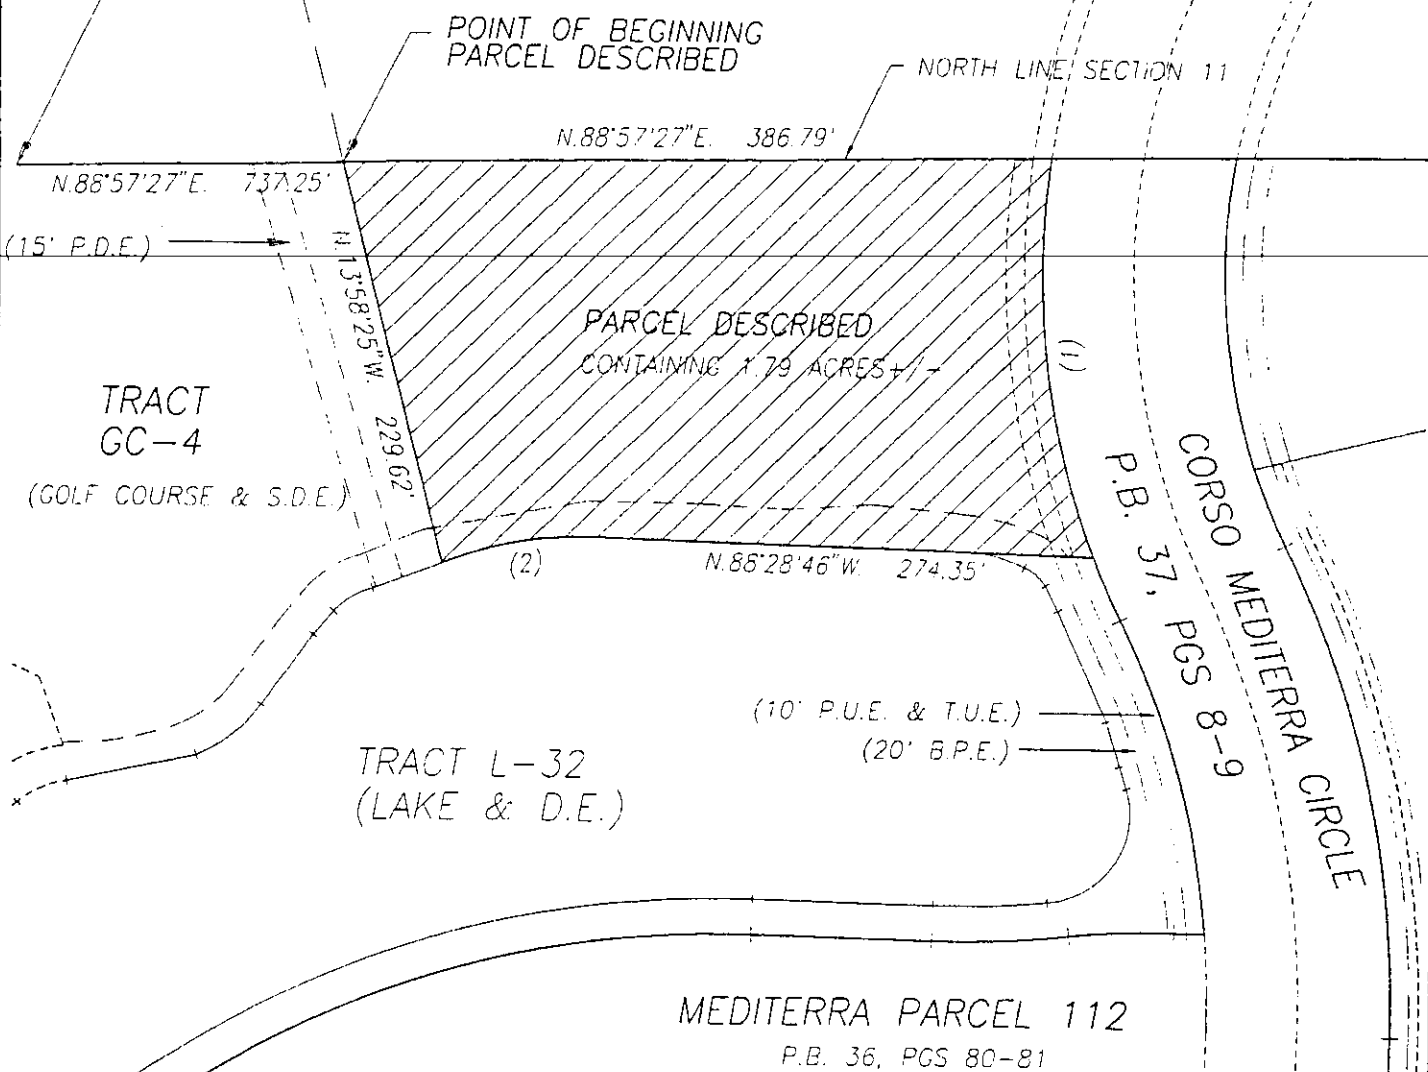 POINT OF BEGINNING
PARCEL DESCRIBED
NORTH LINE, SECTION 11
N.88°57'27"E. 386.79'
N.88°57'27"E. 737.25'
(15' P.D.E.)
N.13°58'25"W. 229.62'
PARCEL DESCRIBED
CONTAINING 1.79 ACRES+/-
(1)
TRACT
GC-4
(GOLF COURSE & S.D.E.)
(2)
N.86°28'46"W. 274.35'
CORSO MEDITERRA CIRCLE
P.B. 37, PGS 8-9
(10' P.U.E. & T.U.E.)
(20' B.P.E.)
TRACT L-32
(LAKE & D.E.)
MEDITERRA PARCEL 112
P.B. 36, PGS 80-81